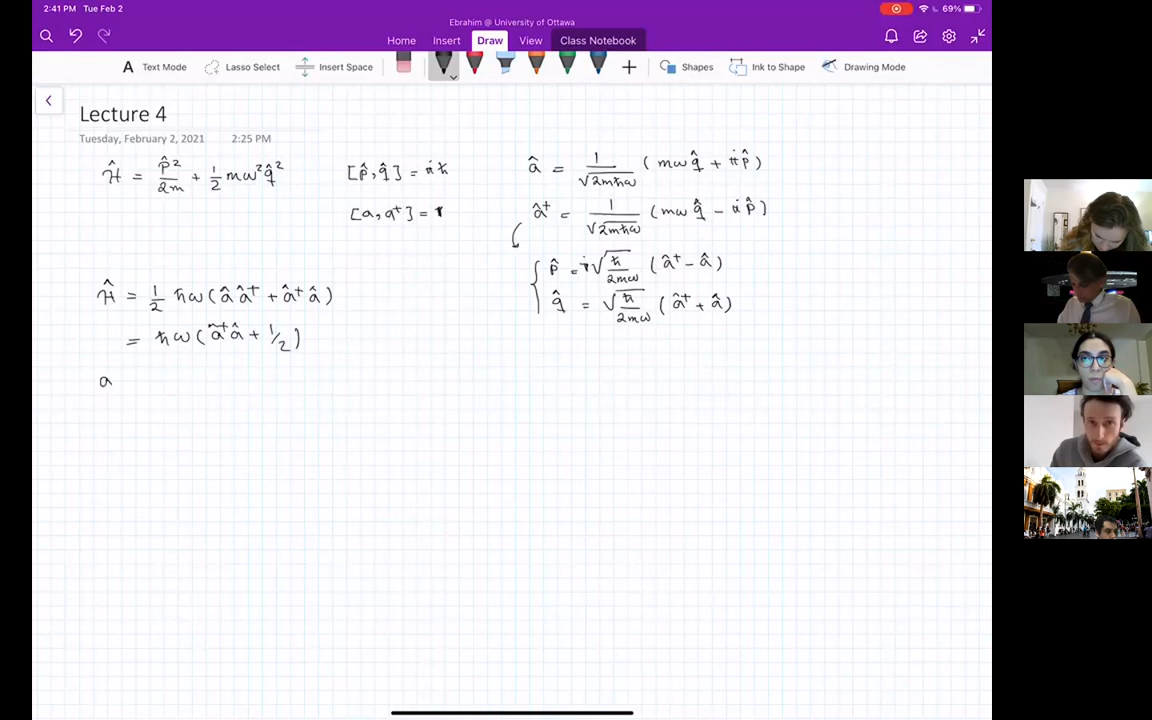 2:41 PM Tue Feb 2
69%
Ebrahim @ University of Ottawa
Home Insert Draw View Class Notebook
Text Mode Lasso Select Insert Space Shapes Ink to Shape Drawing Mode
Lecture 4
Tuesday, February 2, 2021 2:25 PM
Ĥ = p̂²/2m + 1/2 mω²q̂²
[p̂, q̂] = iħ
[a, a†] = 1
â = 1/√2mħω (mωq̂ + ip̂)
â† = 1/√2mħω (mωq̂ - ip̂)
p̂ = i√ħ/2mω (â† - â)
q̂ = √ħ/2mω (â† + â)
Ĥ = 1/2 ħω(ââ† + â†â)
= ħω(â†â + 1/2)
a